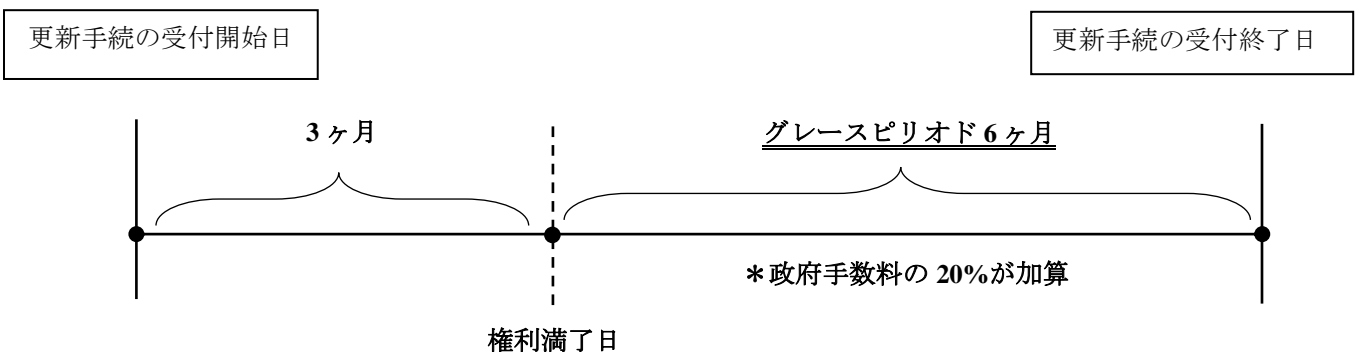 更新手続の受付開始日
更新手続の受付終了日
3 ヶ月
グレースピリオド 6 ヶ月
＊政府手数料の 20%が加算
権利満了日